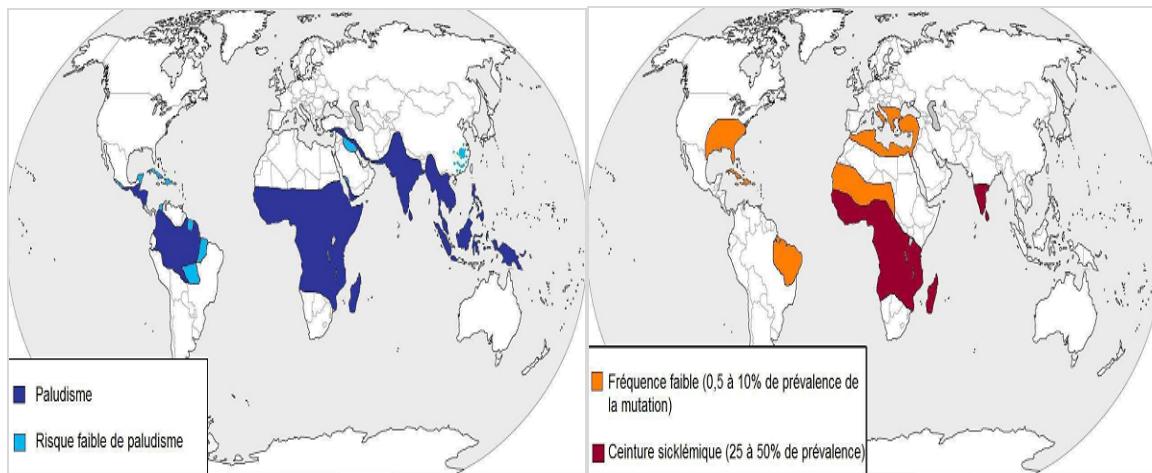 Paludisme
Risque faible de paludisme
Fréquence faible (0,5 à 10% de prévalence de
la mutation)
Ceinture sicklémique (25 à 50% de prévalence)